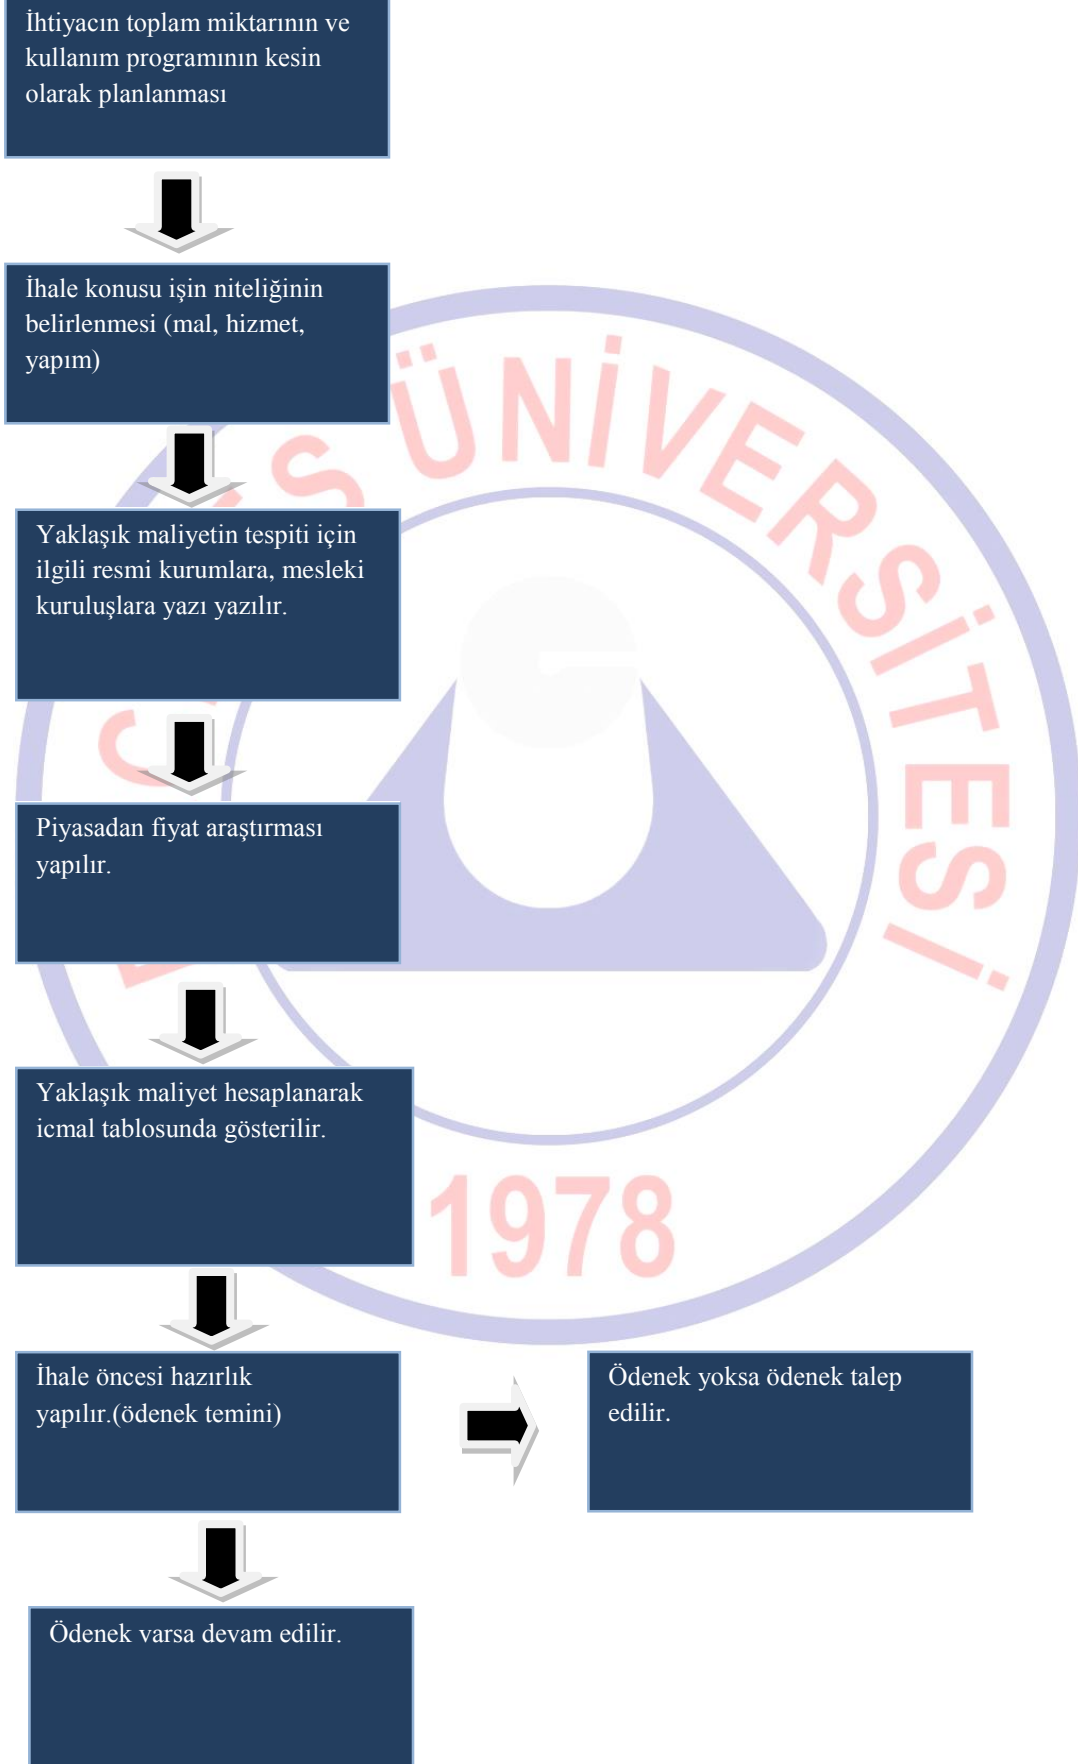 İhtiyacın toplam miktarının ve
kullanım programının kesin
olarak planlanması
İhale konusu işin niteliğinin
belirlenmesi (mal, hizmet,
yapım)
Yaklaşık maliyetin tespiti için
ilgili resmi kurumlara, mesleki
kuruluşlara yazı yazılır.
Piyasadan fiyat araştırması
yapılır.
Yaklaşık maliyet hesaplanarak
icmal tablosunda gösterilir.
İhale öncesi hazırlık
yapılır.(ödenek temini)
Ödenek yoksa ödenek talep
edilir.
Ödenek varsa devam edilir.
ÜNİVERSİTESİ
1978